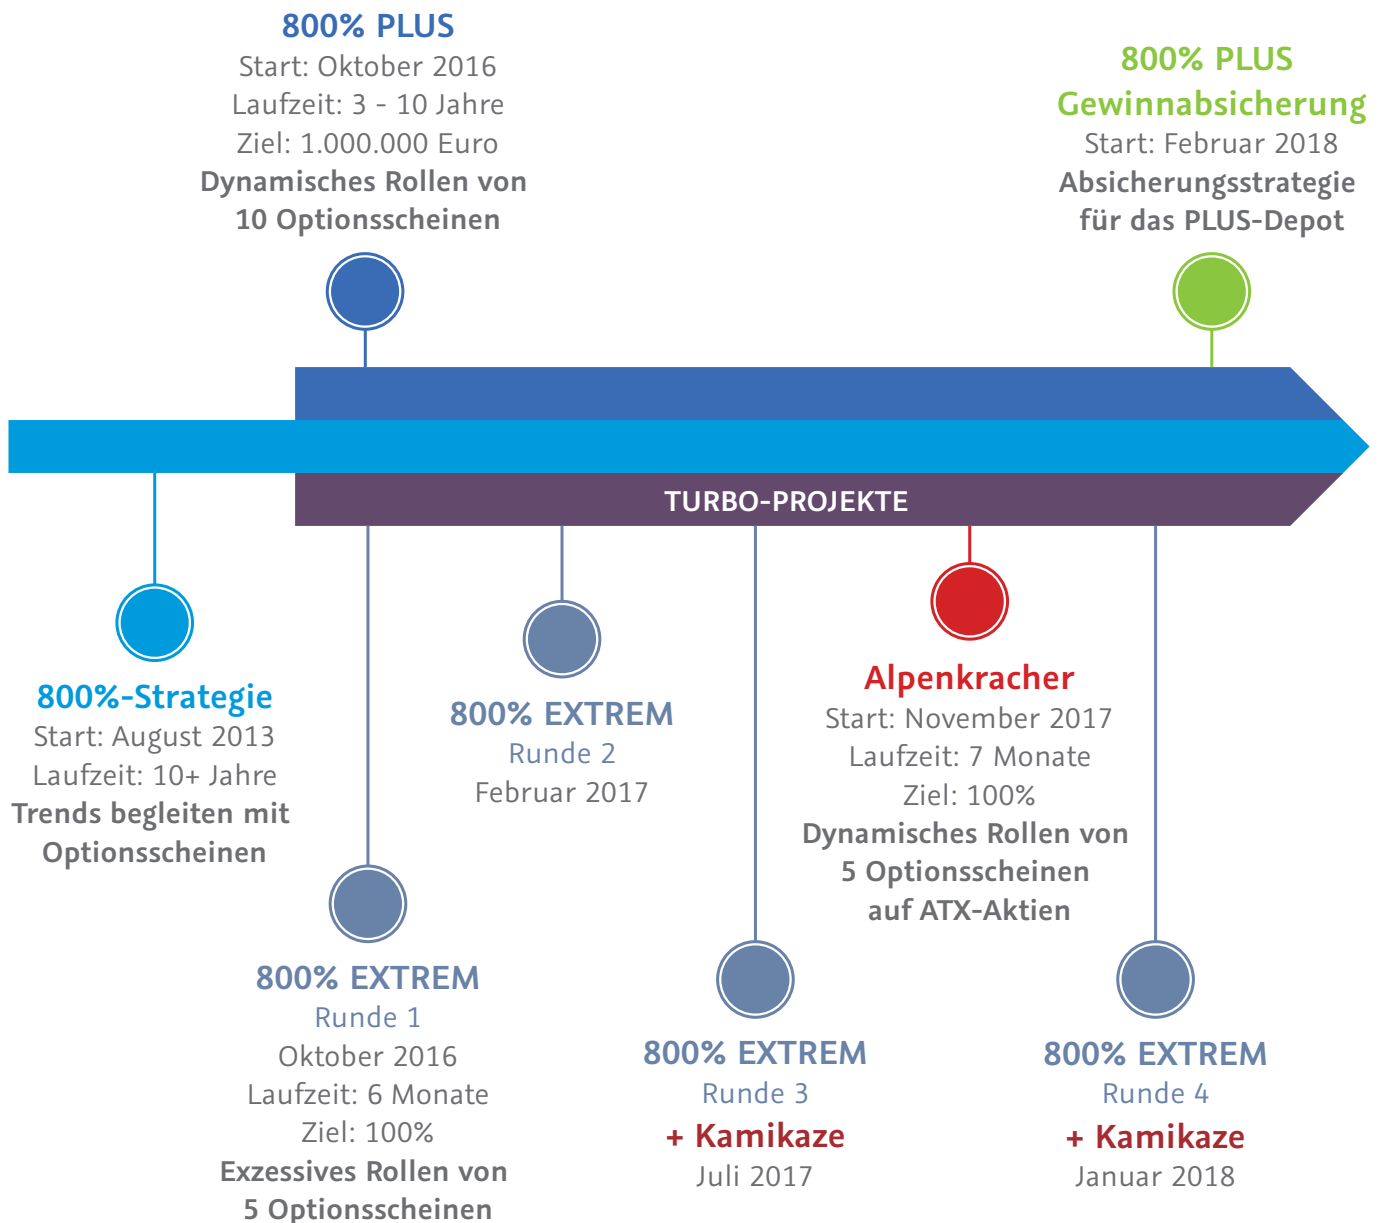 800% PLUS
Start: Oktober 2016
Laufzeit: 3 - 10 Jahre
Ziel: 1.000.000 Euro
Dynamisches Rollen von
10 Optionsscheinen
800% PLUS
Gewinnabsicherung
Start: Februar 2018
Absicherungsstrategie
für das PLUS-Depot
TURBO-PROJEKTE
800%-Strategie
Start: August 2013
Laufzeit: 10+ Jahre
Trends begleiten mit
Optionsscheinen
800% EXTREM
Runde 1
Oktober 2016
Laufzeit: 6 Monate
Ziel: 100%
Exzessives Rollen von
5 Optionsscheinen
800% EXTREM
Runde 2
Februar 2017
800% EXTREM
Runde 3
+ Kamikaze
Juli 2017
Alpenkracher
Start: November 2017
Laufzeit: 7 Monate
Ziel: 100%
Dynamisches Rollen von
5 Optionsscheinen
auf ATX-Aktien
800% EXTREM
Runde 4
+ Kamikaze
Januar 2018